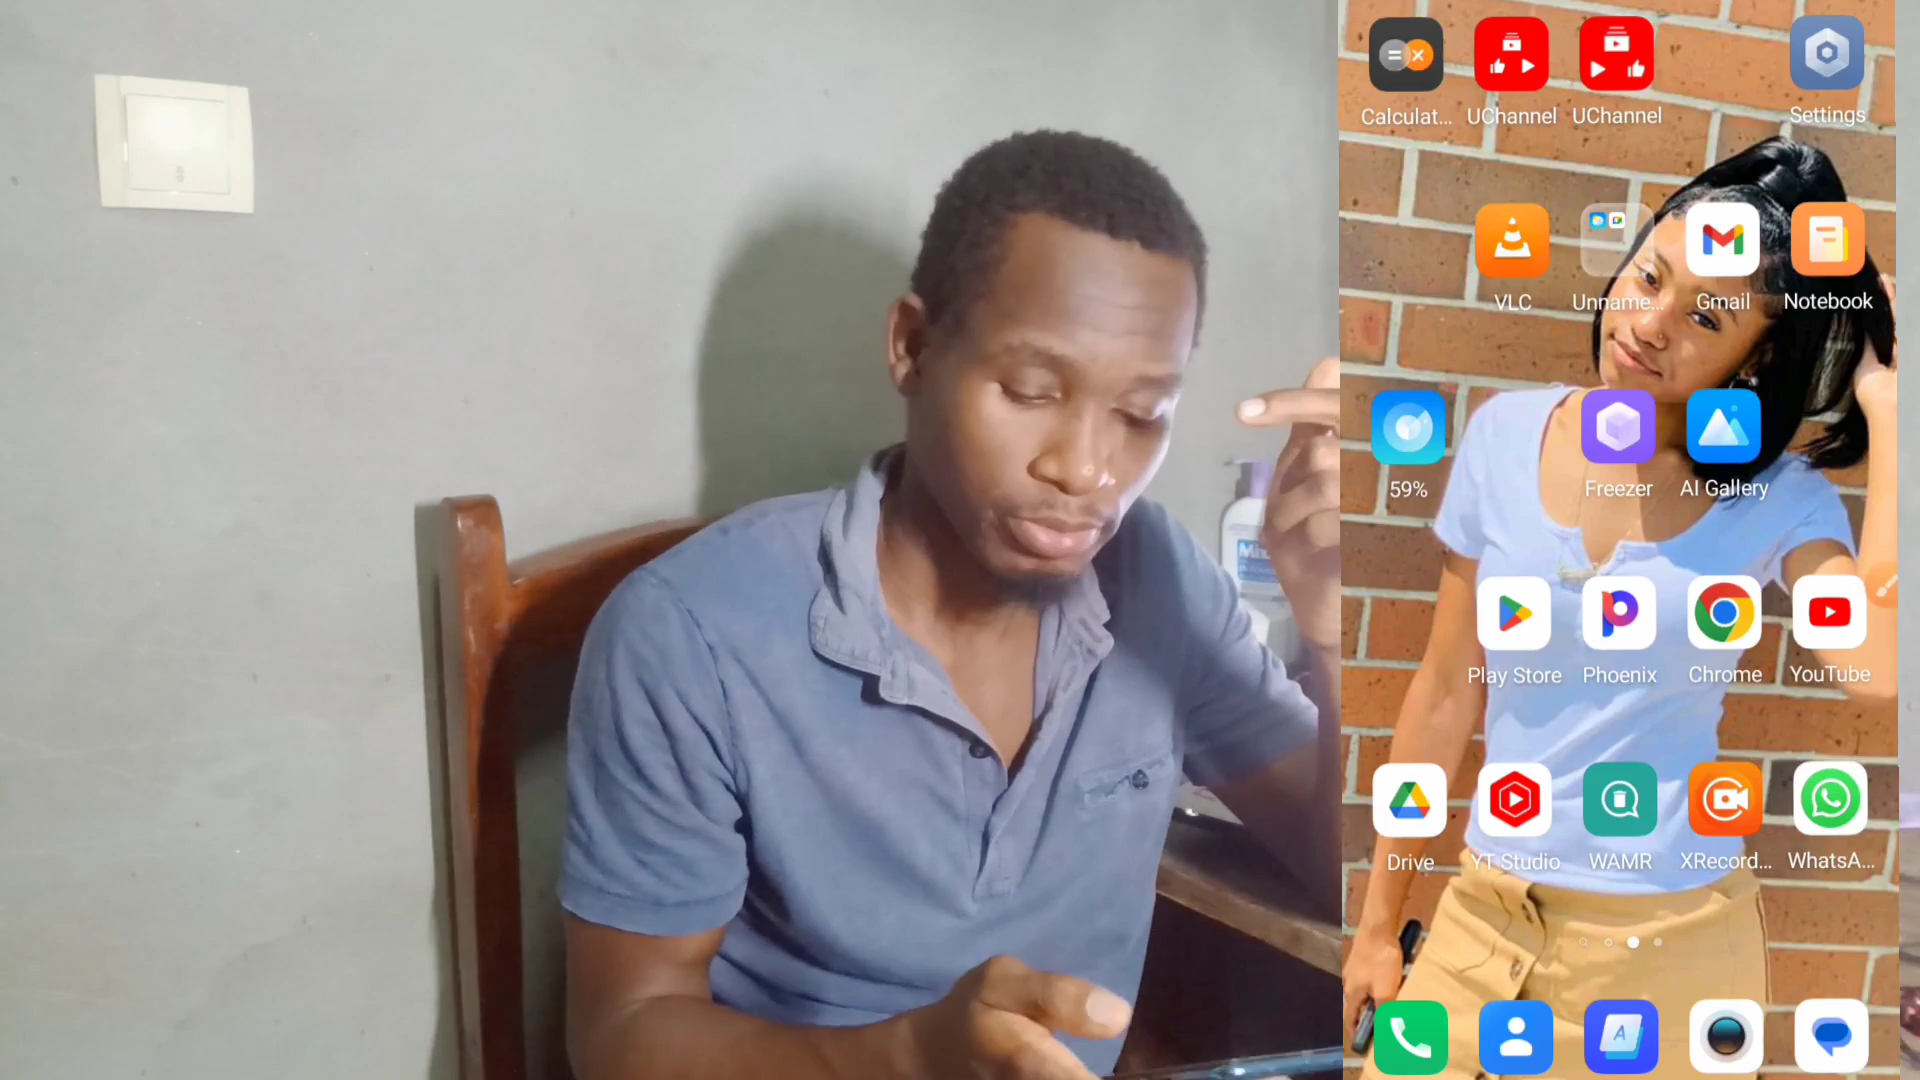 Calculat...
UChannel
UChannel
Settings
VLC
Unname...
Gmail
Notebook
59%
Freezer
AI Gallery
Play Store
Phoenix
Chrome
YouTube
Drive
YT Studio
WAMR
XRecord...
WhatsA...
A